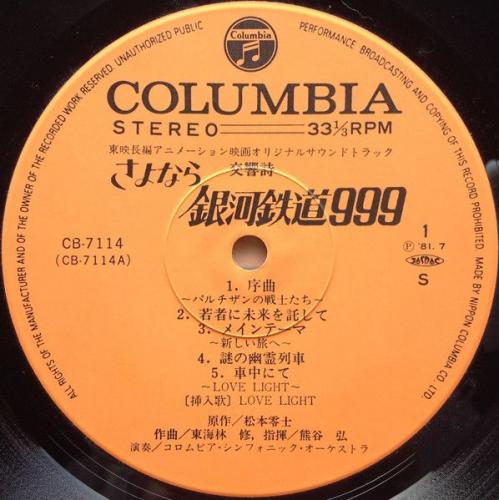 Columbia
ALL RIGHTS OF THE MANUFACTURER AND OF THE OWNER OF THE RECORDED WORK RESERVED. UNAUTHORIZED PUBLIC
PERFORMANCE, BROADCASTING AND COPYING OF THIS RECORD PROHIBITED. MADE BY NIPPON COLUMBIA CO., LTD.
COLUMBIA
STEREO 33 1/3 RPM
東映長編アニメーション映画オリジナルサウンドトラック
さよなら 交響詩
銀河鉄道999
CB-7114
(CB-7114A)
1
Ⓟ '81. 7
JASRAC
S
1. 序曲
~パルチザンの戦士たち~
2. 若者に未来を託して
3. メインテーマ
~新しい旅へ~
4. 謎の幽霊列車
5. 車中にて
~LOVE LIGHT~
〔挿入歌〕LOVE LIGHT
原作/松本零士
作曲/東海林 修, 指揮/熊谷 弘
演奏/コロムビア・シンフォニック・オーケストラ